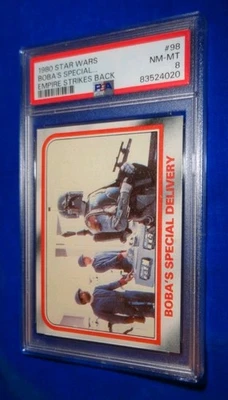 1980 STAR WARS #98
BOBA'S SPECIAL... NM-MT
EMPIRE STRIKES BACK 8
PSA 83524020
BOBA'S SPECIAL DELIVERY